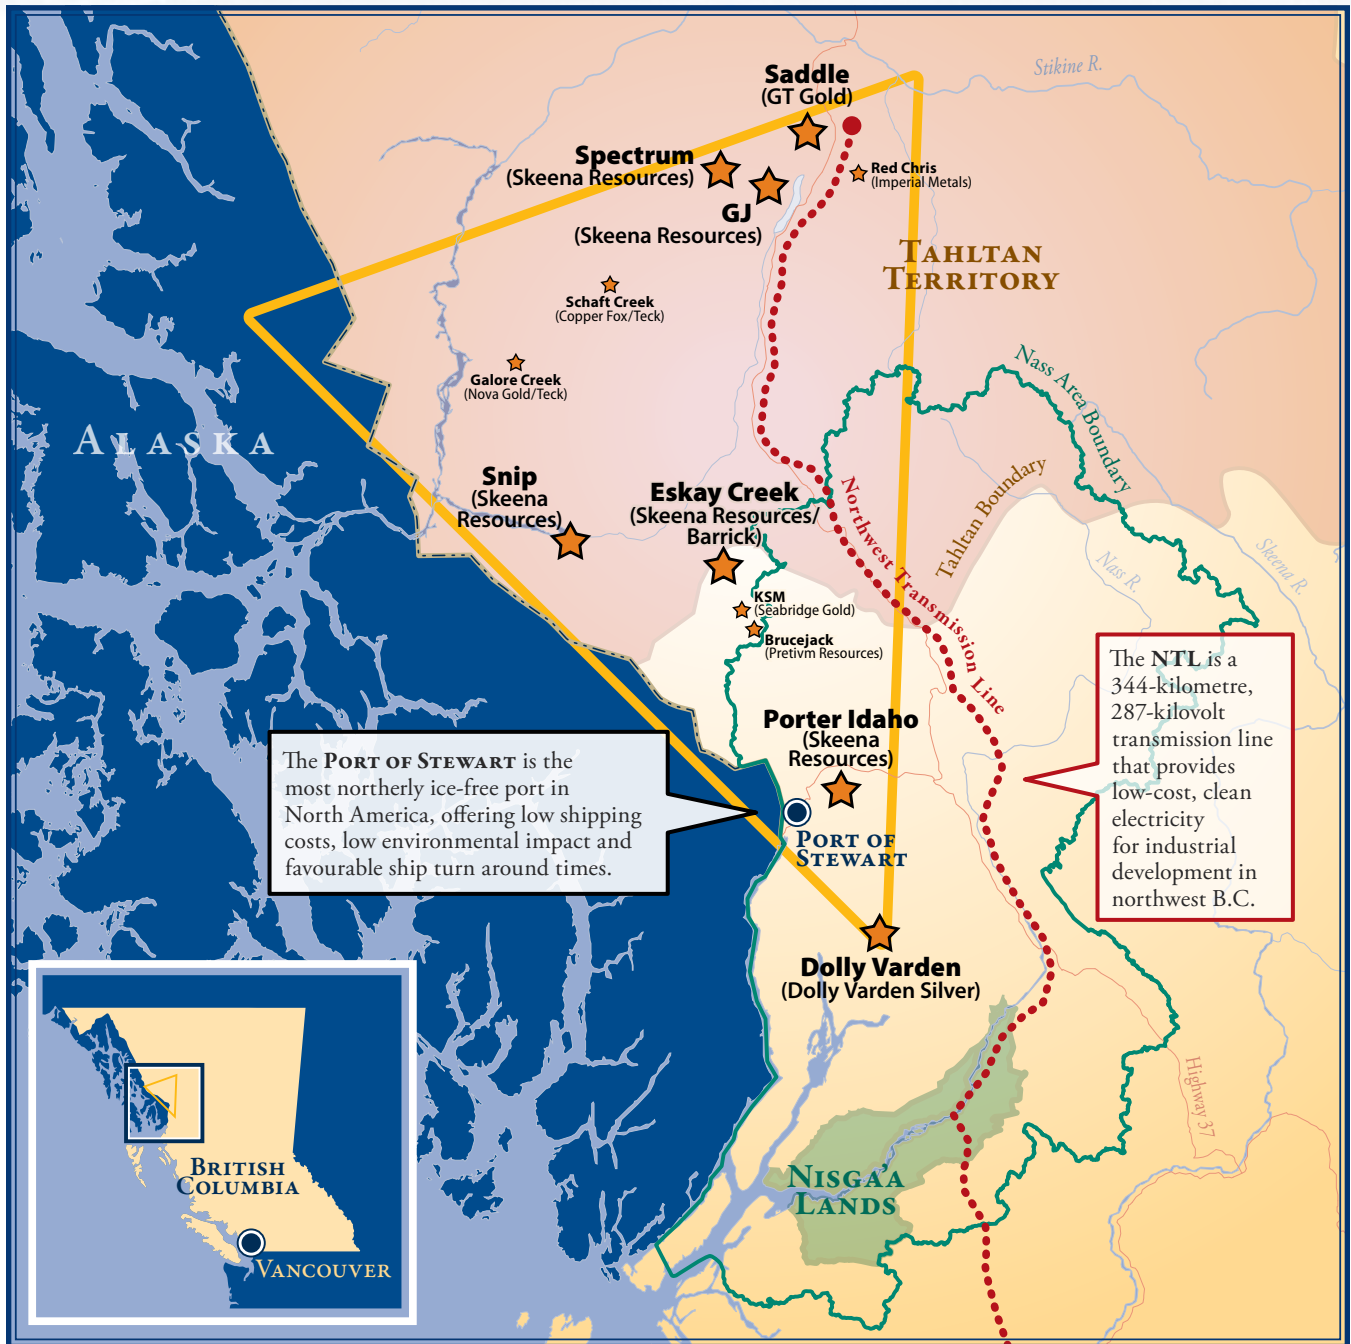 Stikine R.
Saddle
(GT Gold)
Spectrum
(Skeena Resources)
Red Chris
(Imperial Metals)
GJ
(Skeena Resources)
TAHLTAN
TERRITORY
Schaft Creek
(Copper Fox/Teck)
Galore Creek
(Nova Gold/Teck)
Nass Area Boundary
ALASKA
Snip
(Skeena
Resources)
Eskay Creek
(Skeena Resources/
Barrick)
Northwest Transmission Line
Tahltan Boundary
Nass R.
Skeena R.
KSM
(Seabridge Gold)
Brucejack
(Pretivm Resources)
The NTL is a
344-kilometre,
287-kilovolt
transmission line
that provides
low-cost, clean
electricity
for industrial
development in
northwest B.C.
Porter Idaho
(Skeena
Resources)
The PORT OF STEWART is the
most northerly ice-free port in
North America, offering low shipping
costs, low environmental impact and
favourable ship turn around times.
PORT OF
STEWART
Dolly Varden
(Dolly Varden Silver)
Highway 37
NISGA'A
LANDS
BRITISH
COLUMBIA
VANCOUVER